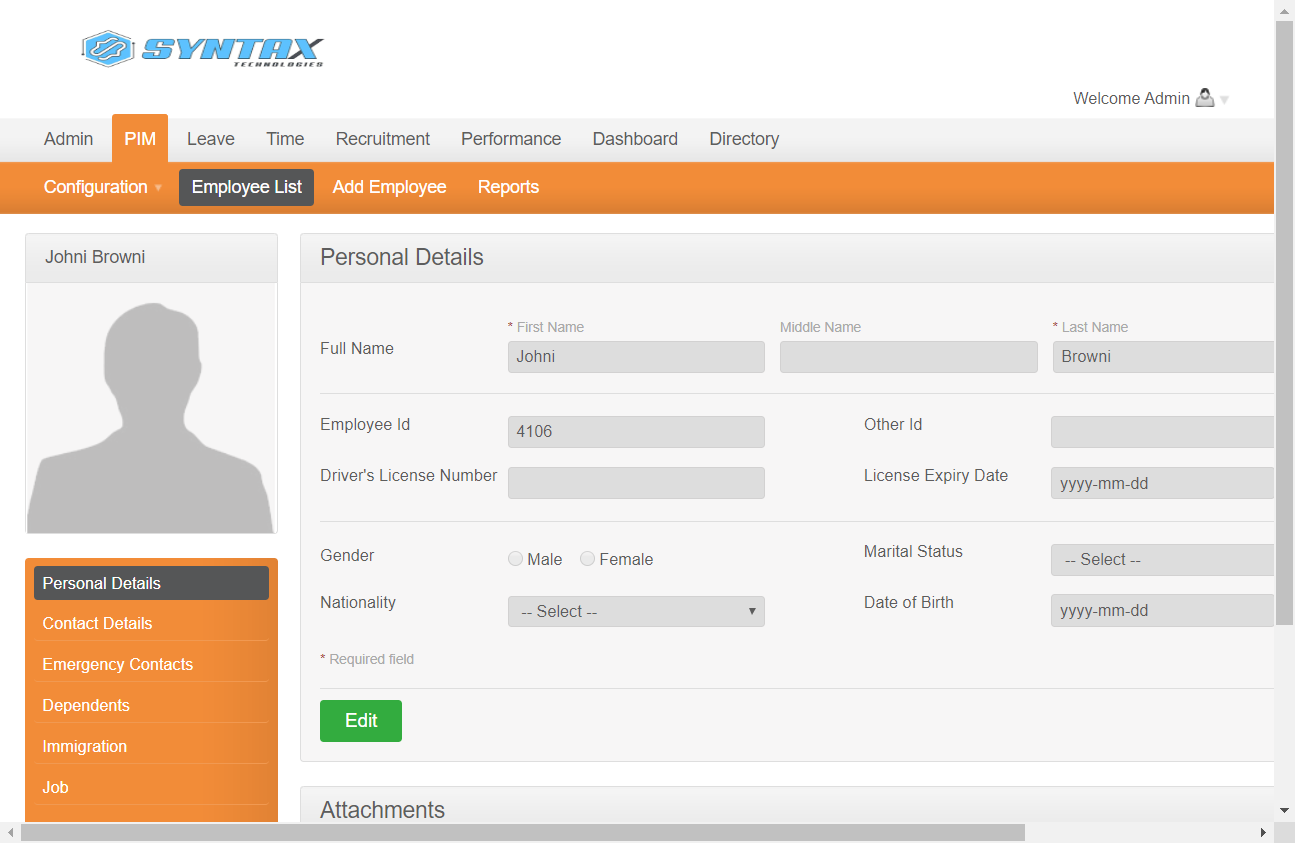 SYNTAX
TECHNOLOGIES
Welcome Admin
Admin PIM Leave Time Recruitment Performance Dashboard Directory
Configuration Employee List Add Employee Reports
Johni Browni
Personal Details
* First Name Middle Name * Last Name
Full Name Johni Browni
Employee Id 4106 Other Id
Driver's License Number License Expiry Date yyyy-mm-dd
Gender Male Female Marital Status -- Select --
Nationality -- Select -- Date of Birth yyyy-mm-dd
* Required field
Edit
Attachments
Personal Details
Contact Details
Emergency Contacts
Dependents
Immigration
Job